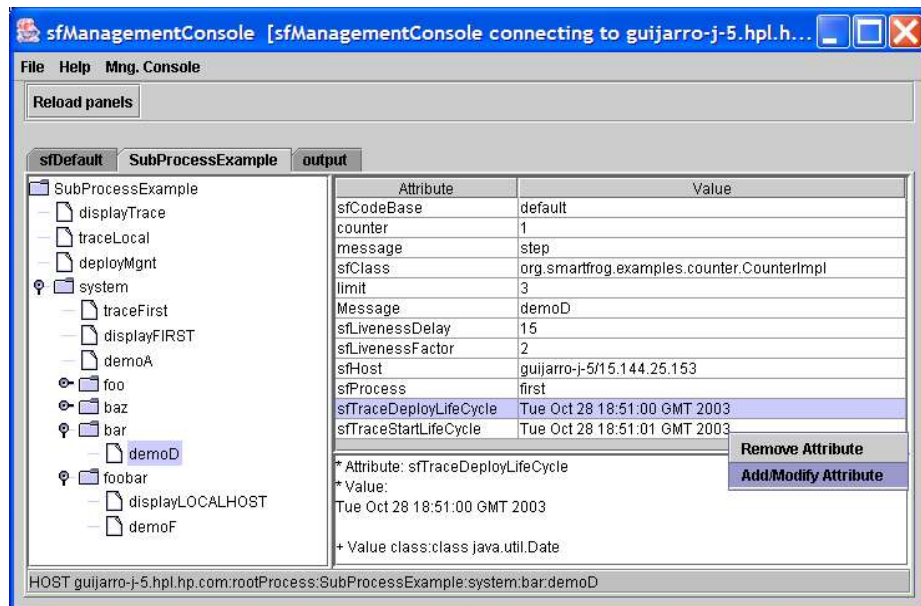 sfManagementConsole [sfManagementConsole connecting to guijarro-j-5.hpl.h...
File Help Mng. Console
Reload panels
sfDefault SubProcessExample output
SubProcessExample
displayTrace
traceLocal
deployMgnt
system
traceFirst
displayFIRST
demoA
foo
baz
bar
demoD
foobar
displayLOCALHOST
demoF
Attribute Value
sfCodeBase default
counter 1
message step
sfClass org.smartfrog.examples.counter.CounterImpl
limit 3
Message demoD
sfLivenessDelay 15
sfLivenessFactor 2
sfHost guijarro-j-5/15.144.25.153
sfProcess first
sfTraceDeployLifeCycle Tue Oct 28 18:51:00 GMT 2003
sfTraceStartLifeCycle Tue Oct 28 18:51:01 GMT 2003
Remove Attribute
Add/Modify Attribute
* Attribute: sfTraceDeployLifeCycle
* Value:
Tue Oct 28 18:51:00 GMT 2003
+ Value class:class java.util.Date
HOST guijarro-j-5.hpl.hp.com:rootProcess:SubProcessExample:system:bar:demoD